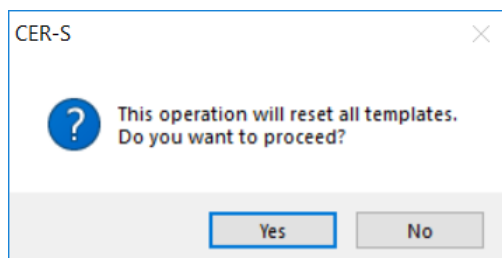 CER-S
This operation will reset all templates.
Do you want to proceed?
Yes
No